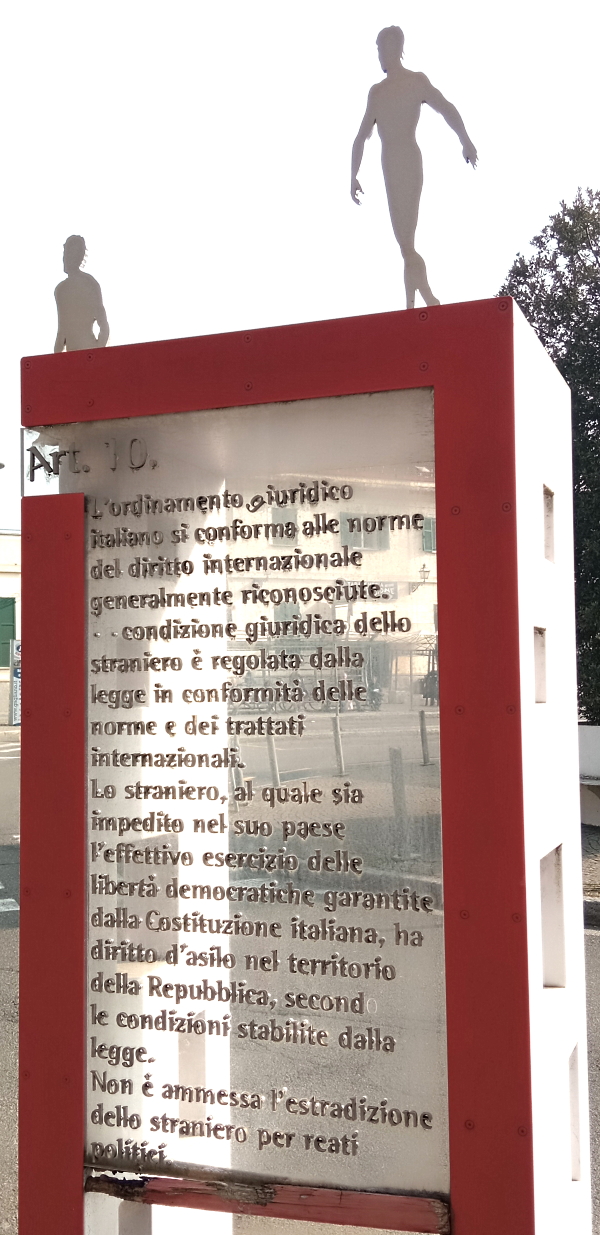 Art. 10.
L'ordinamento giuridico
italiano si conforma alle norme
del diritto internazionale
generalmente riconosciute.
condizione giuridica dello
straniero è regolata dalla
legge in conformità delle
norme e dei trattati
internazionali.
Lo straniero, al quale sia
impedito nel suo paese
l'effettivo esercizio delle
libertà democratiche garantite
dalla Costituzione italiana, ha
diritto d'asilo nel territorio
della Repubblica, secondo
le condizioni stabilite dalla
legge.
Non è ammessa l'estradizione
dello straniero per reati
politici.